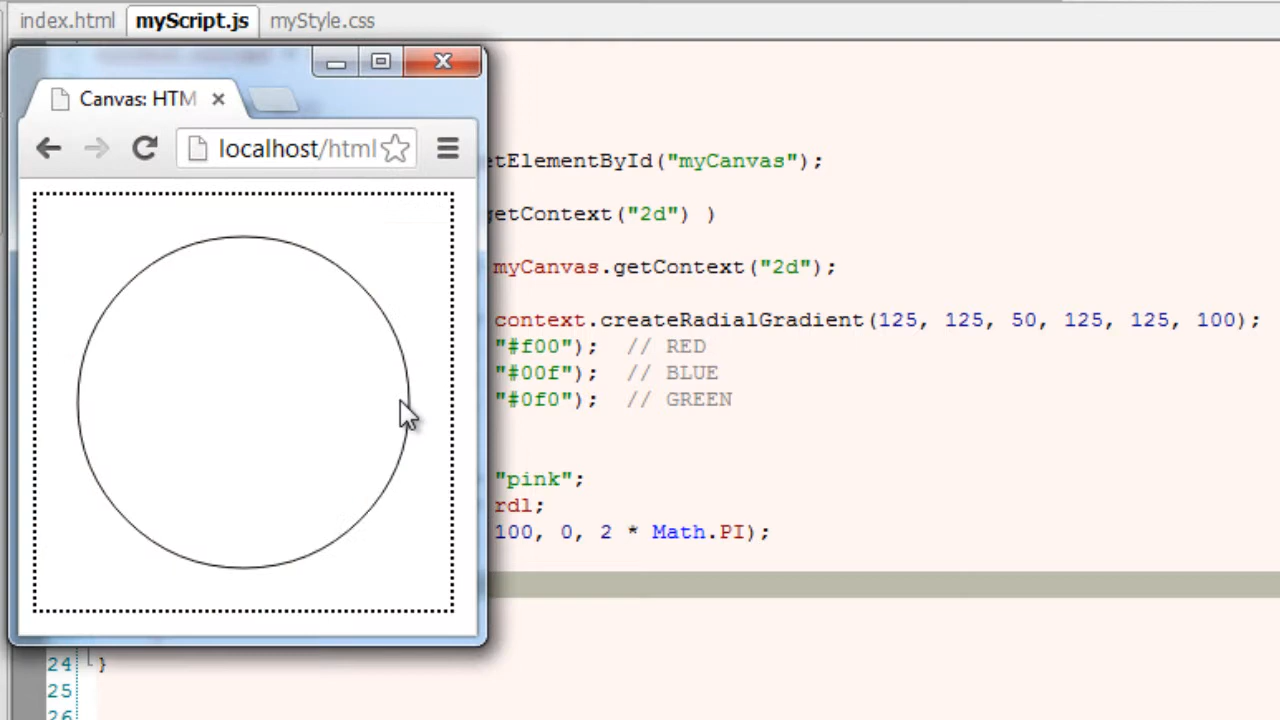 index.html myScript.js myStyle.css
Canvas: HTM
localhost/html
etElementById("myCanvas");
getContext("2d") )
myCanvas.getContext("2d");
context.createRadialGradient(125, 125, 50, 125, 125, 100);
"#f00"); // RED
"#00f"); // BLUE
"#0f0"); // GREEN
"pink";
rdl;
100, 0, 2 * Math.PI);
24 }
25
26